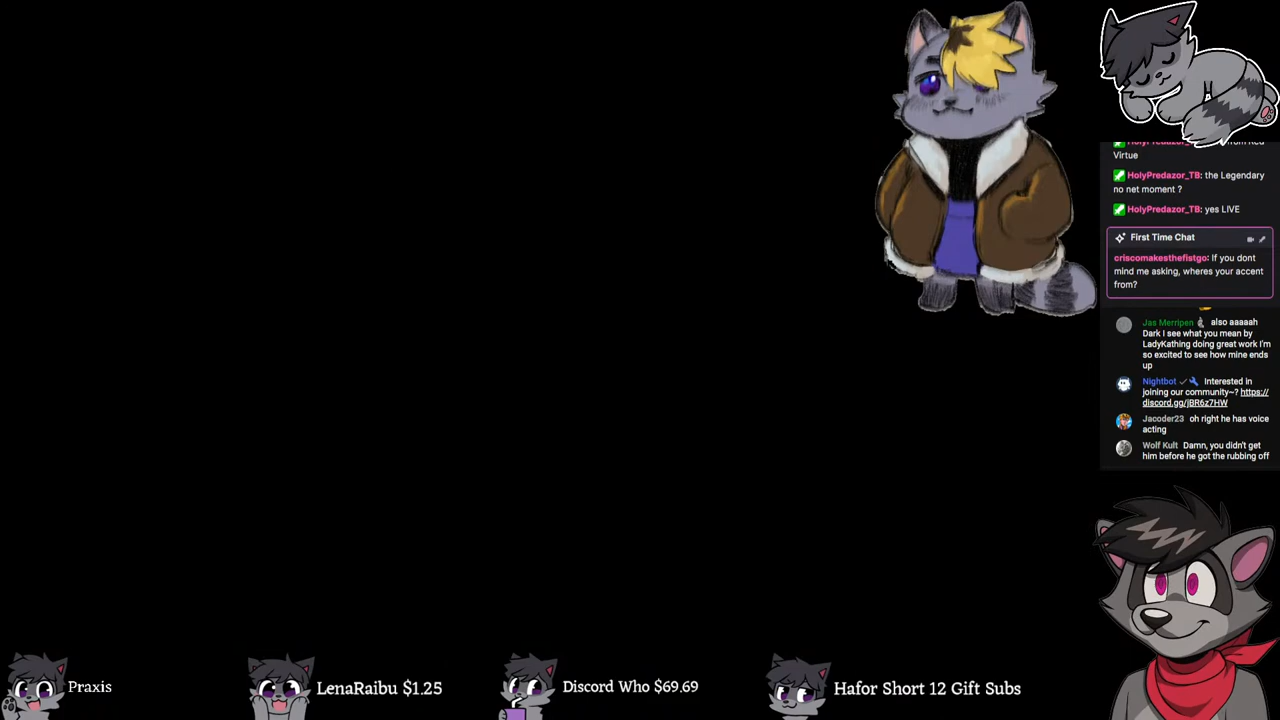 Virtue
HolyPredazor_TB: the Legendary
no net moment ?
HolyPredazor_TB: yes LIVE
First Time Chat
criscomakesthefistgo: If you dont
mind me asking, wheres your accent
from?
Jas Merripen also aaaaah
Dark I see what you mean by
LadyKathing doing great work I'm
so excited to see how mine ends
up
Nightbot Interested in
joining our community~? https://
discord.gg/jBR6z7HW
Jacoder23 oh right he has voice
acting
Wolf Kult Damn, you didn't get
him before he got the rubbing off
Praxis
LenaRaibu $1.25
Discord Who $69.69
Hafor Short 12 Gift Subs